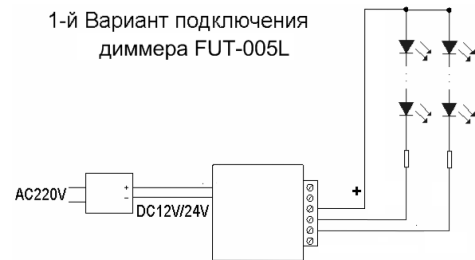 1-й Вариант подключения
диммера FUT-005L
+
AC220V
+
−
DC12V/24V